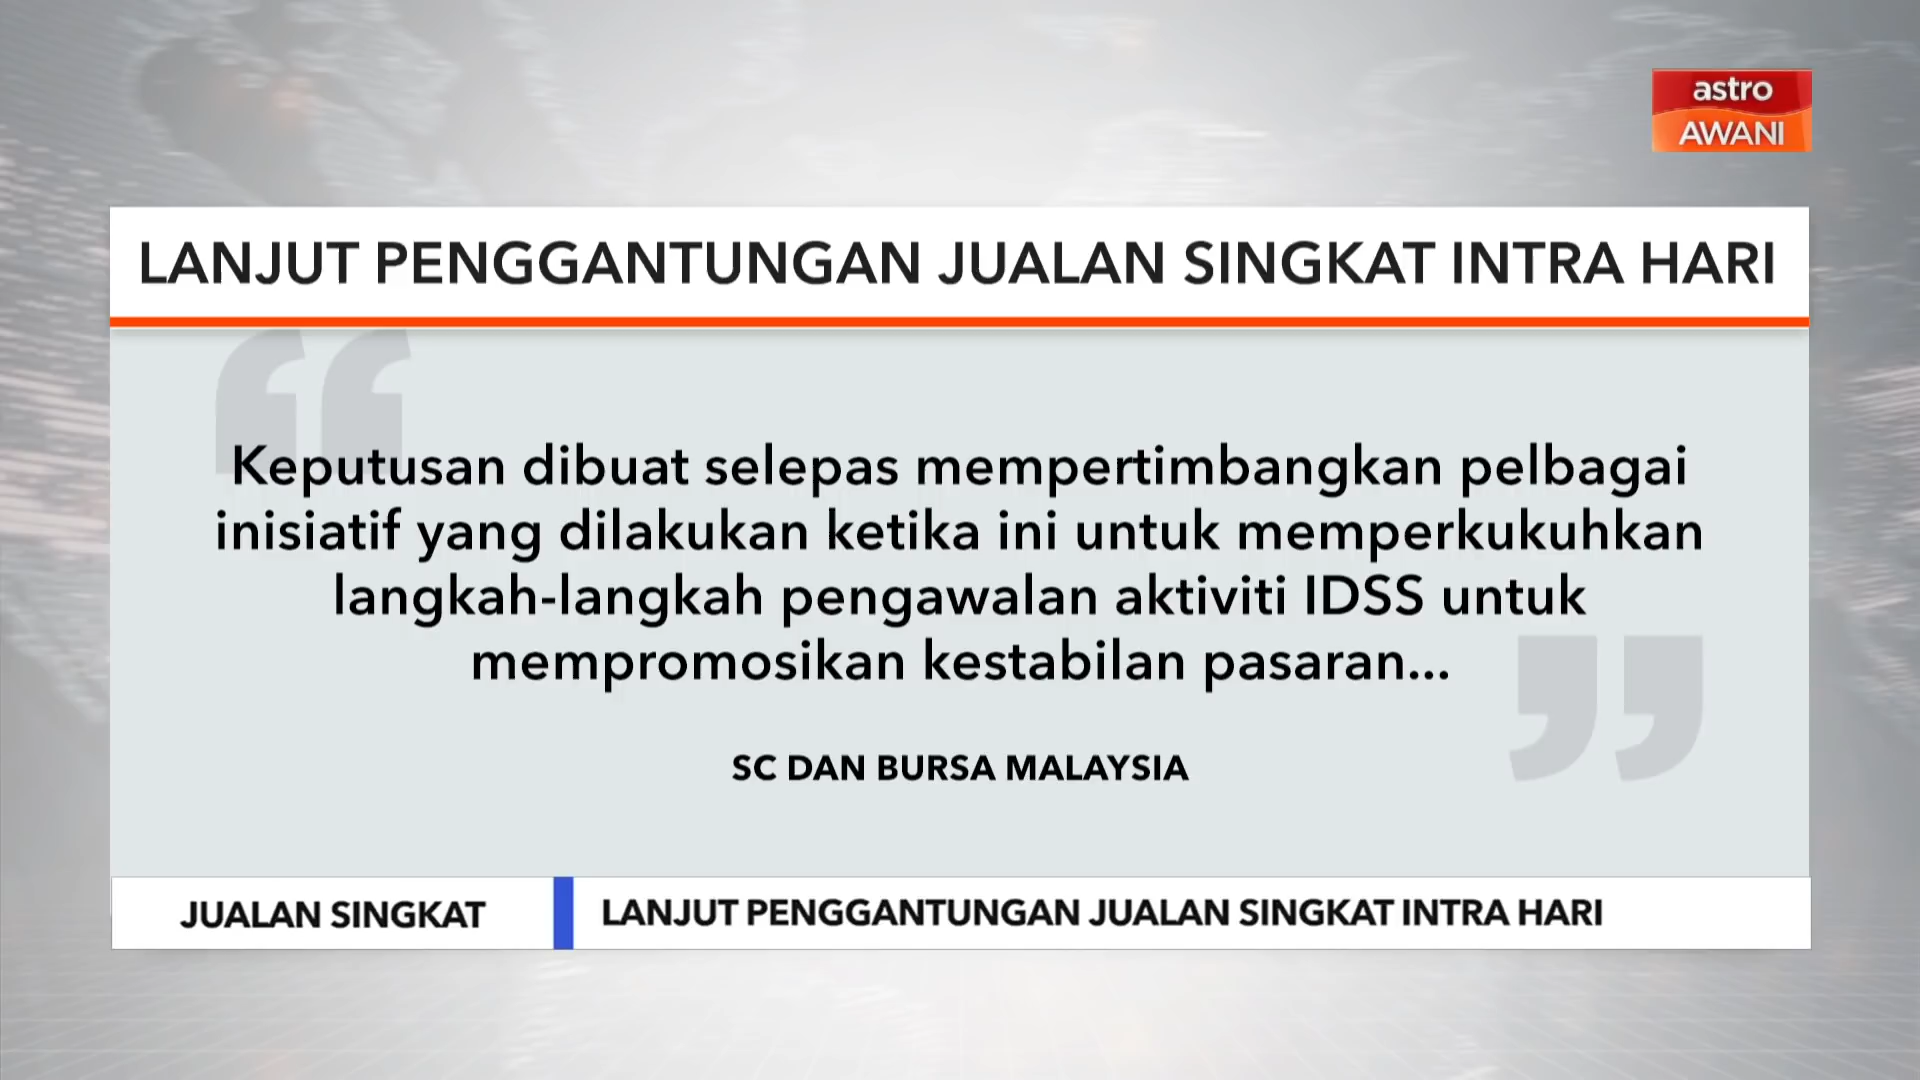 astro
AWANI
LANJUT PENGGANTUNGAN JUALAN SINGKAT INTRA HARI
Keputusan dibuat selepas mempertimbangkan pelbagai
inisiatif yang dilakukan ketika ini untuk memperkukuhkan
langkah-langkah pengawalan aktiviti IDSS untuk
mempromosikan kestabilan pasaran...
SC DAN BURSA MALAYSIA
JUALAN SINGKAT
LANJUT PENGGANTUNGAN JUALAN SINGKAT INTRA HARI